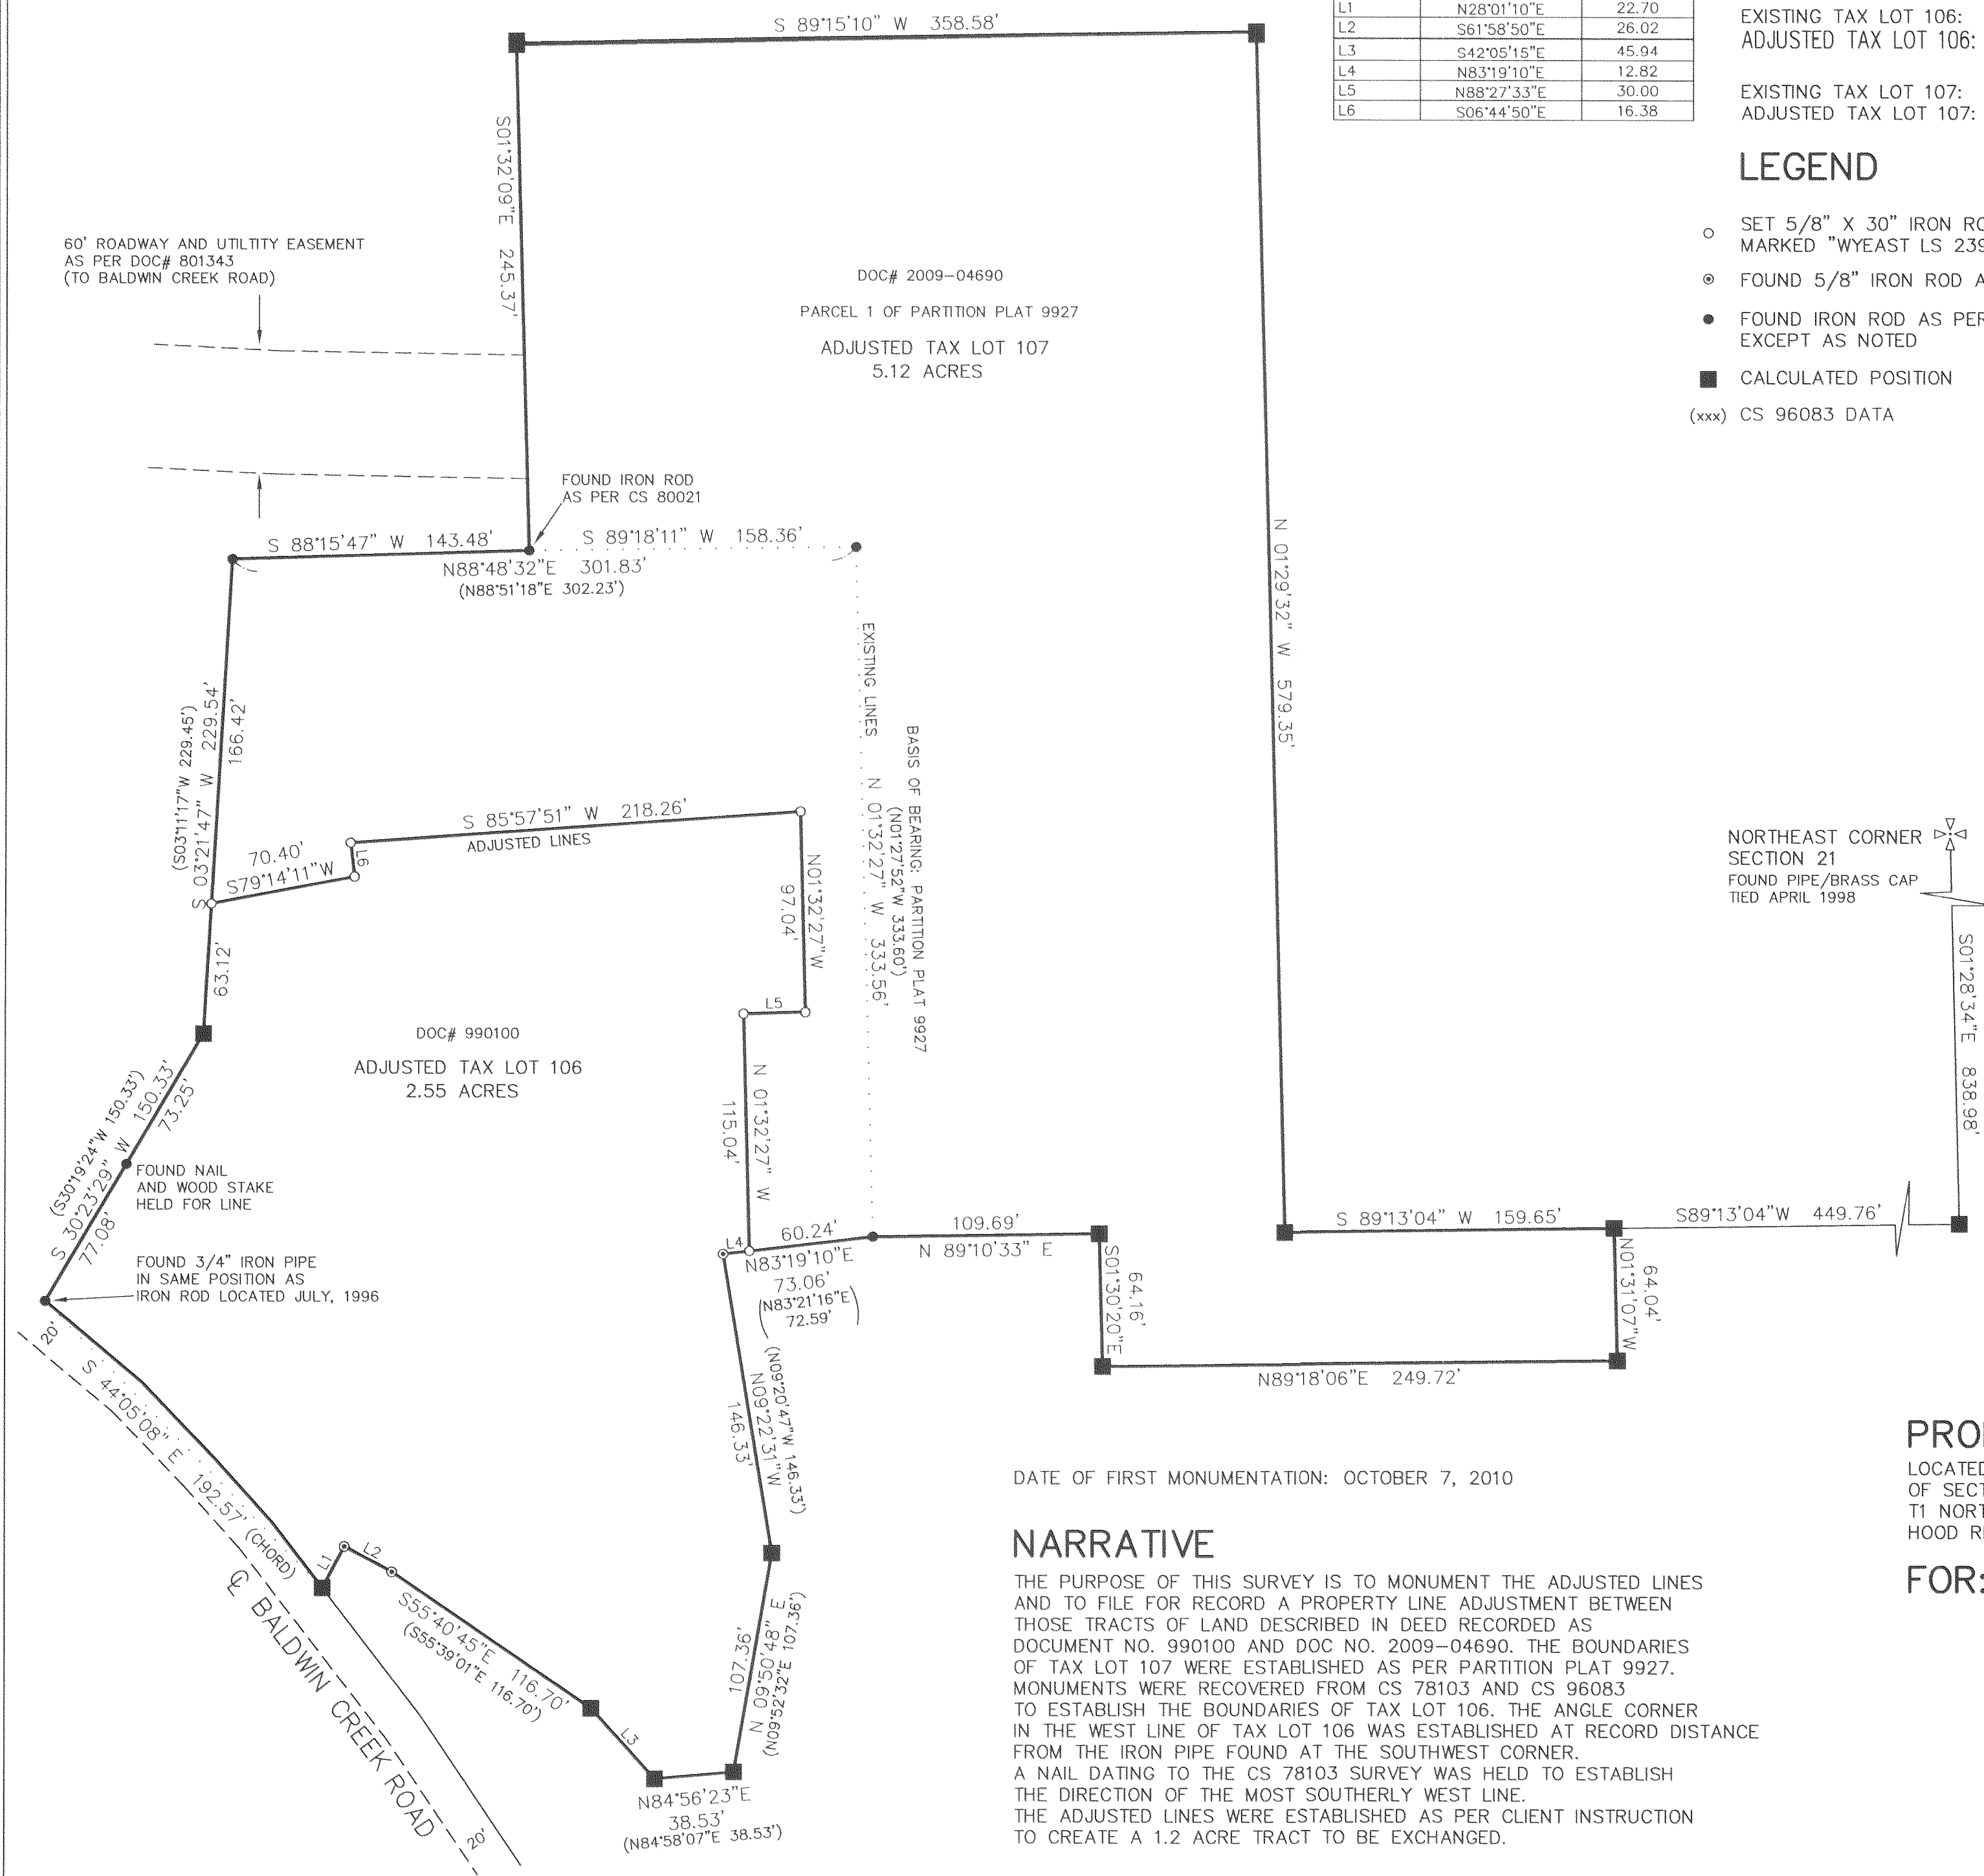 S 89°15'10" W 358.58'
L1 N28°01'10"E 22.70
L2 S61°58'50"E 26.02
L3 S42°05'15"E 45.94
L4 N83°19'10"E 12.82
L5 N88°27'33"E 30.00
L6 S06°44'50"E 16.38
EXISTING TAX LOT 106:
ADJUSTED TAX LOT 106:
EXISTING TAX LOT 107:
ADJUSTED TAX LOT 107:
LEGEND
SET 5/8" X 30" IRON RO
MARKED "WYEAST LS 239
FOUND 5/8" IRON ROD A
FOUND IRON ROD AS PER
EXCEPT AS NOTED
CALCULATED POSITION
(xxx) CS 96083 DATA
S01°32'09"E 245.37'
60' ROADWAY AND UTILTITY EASEMENT
AS PER DOC# 801343
(TO BALDWIN CREEK ROAD)
DOC# 2009-04690
PARCEL 1 OF PARTITION PLAT 9927
ADJUSTED TAX LOT 107
5.12 ACRES
FOUND IRON ROD
AS PER CS 80021
S 88°15'47" W 143.48'
S 89°18'11" W 158.36'
N88°48'32"E 301.83'
(N88°51'18"E 302.23')
N 01°29'32" W 579.35'
EXISTING LINES
N 01°32'27" W 333.56'
(N01°27'52"W 333.60')
BASIS OF BEARING: PARTITION PLAT 9927
(S03°11'17"W 229.45')
S 03°21'47" W 229.54'
166.42'
S 85°57'51" W 218.26'
ADJUSTED LINES
L6
70.40'
S79°14'11"W
N01°32'27"W
97.04'
63.12'
L5
NORTHEAST CORNER
SECTION 21
FOUND PIPE/BRASS CAP
TIED APRIL 1998
S01°28'34"E 838.98'
DOC# 990100
ADJUSTED TAX LOT 106
2.55 ACRES
N 01°32'27" W
115.04'
(S30°19'24"W 150.33')
S 30°23'29" W 150.33'
73.25'
77.08'
FOUND NAIL
AND WOOD STAKE
HELD FOR LINE
FOUND 3/4" IRON PIPE
IN SAME POSITION AS
IRON ROD LOCATED JULY, 1996
L4
60.24'
N83°19'10"E
73.06'
(N83°21'16"E)
72.59'
109.69'
N 89°10'33" E
S01°30'20"E
64.16'
S 89°13'04" W 159.65'
S89°13'04"W 449.76'
N01°31'07"W
64.04'
N89°18'06"E 249.72'
(N09°20'47"W 146.33')
N09°22'31"W
146.33'
20'
S 44°05'08" E 192.57' (CHORD)
L1
L2
℄ BALDWIN CREEK ROAD
20'
S55°40'45"E 116.70'
(S55°39'01"E 116.70')
L3
N 09°50'48" E
107.36'
(N09°52'32"E 107.36')
N84°56'23"E
38.53'
(N84°58'07"E 38.53')
DATE OF FIRST MONUMENTATION: OCTOBER 7, 2010
NARRATIVE
THE PURPOSE OF THIS SURVEY IS TO MONUMENT THE ADJUSTED LINES
AND TO FILE FOR RECORD A PROPERTY LINE ADJUSTMENT BETWEEN
THOSE TRACTS OF LAND DESCRIBED IN DEED RECORDED AS
DOCUMENT NO. 990100 AND DOC NO. 2009-04690. THE BOUNDARIES
OF TAX LOT 107 WERE ESTABLISHED AS PER PARTITION PLAT 9927.
MONUMENTS WERE RECOVERED FROM CS 78103 AND CS 96083
TO ESTABLISH THE BOUNDARIES OF TAX LOT 106. THE ANGLE CORNER
IN THE WEST LINE OF TAX LOT 106 WAS ESTABLISHED AT RECORD DISTANCE
FROM THE IRON PIPE FOUND AT THE SOUTHWEST CORNER.
A NAIL DATING TO THE CS 78103 SURVEY WAS HELD TO ESTABLISH
THE DIRECTION OF THE MOST SOUTHERLY WEST LINE.
THE ADJUSTED LINES WERE ESTABLISHED AS PER CLIENT INSTRUCTION
TO CREATE A 1.2 ACRE TRACT TO BE EXCHANGED.
PRO
LOCATED
OF SECT
T1 NORT
HOOD R
FOR: